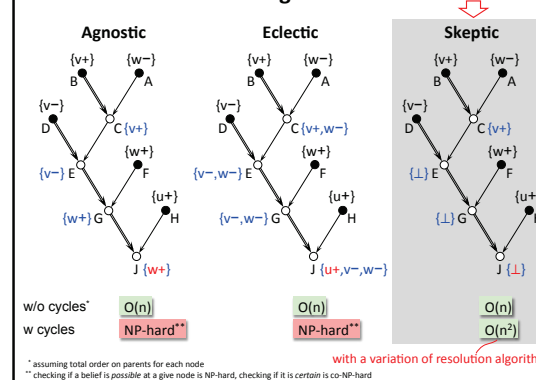 Agnostic Eclectic Skeptic
{v+} {w−} {v+} {w−} {v+} {w−}
B A B A B A
{v−} {v−} {v−}
D C {v+} D C {v+,w−} D C {v+}
{w+} {w+} {w+}
{v−} E F {v−,w−} E F {⊥} E F
{u+} {u+} {u+}
{w+} G H {v−,w−} G H {⊥} G
J {w+} J {u+,v−,w−} J {⊥}
w/o cycles* O(n) O(n) O(n)
w cycles NP-hard** NP-hard** O(n²)
with a variation of resolution
* assuming total order on parents for each node
** checking if a belief is possible at a give node is NP-hard, checking if it is certain is co-NP-hard